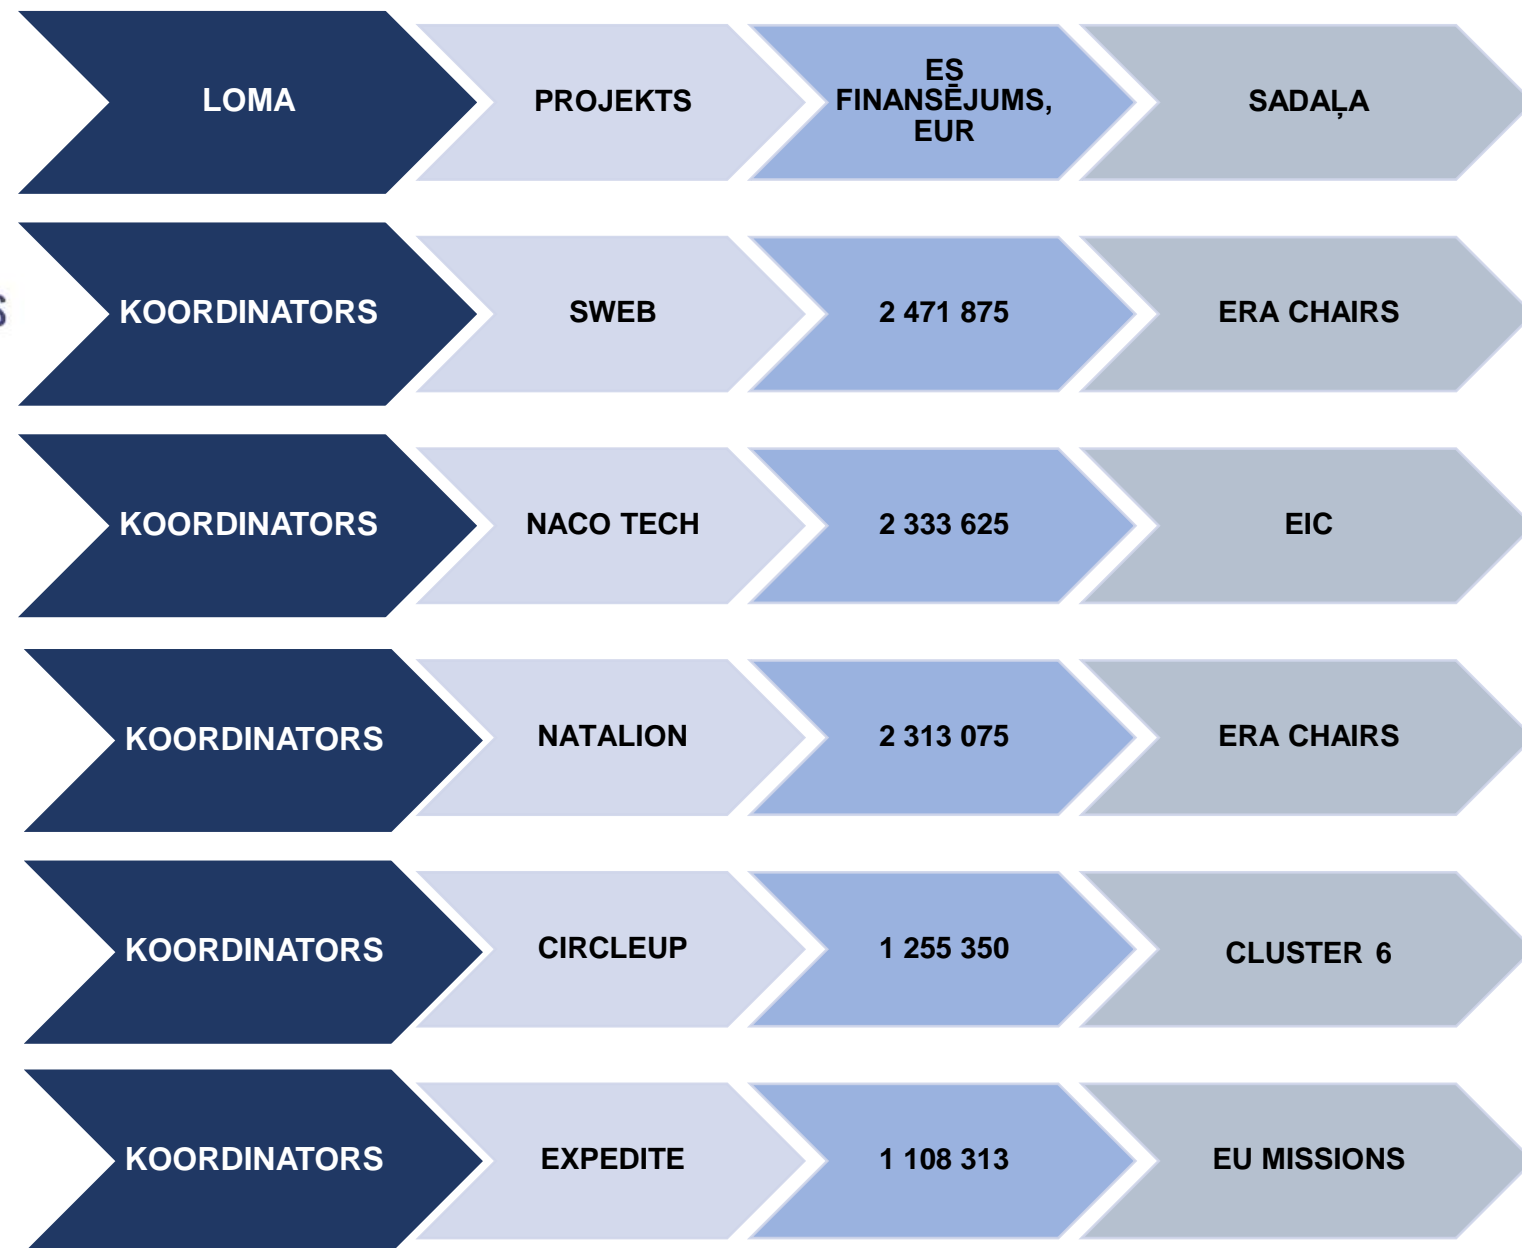 LOMA
PROJEKTS
ES
FINANSĒJUMS,
EUR
SADAĻA
KOORDINATORS
SWEB
2 471 875
ERA CHAIRS
KOORDINATORS
NACO TECH
2 333 625
EIC
KOORDINATORS
NATALION
2 313 075
ERA CHAIRS
KOORDINATORS
CIRCLEUP
1 255 350
CLUSTER 6
KOORDINATORS
EXPEDITE
1 108 313
EU MISSIONS